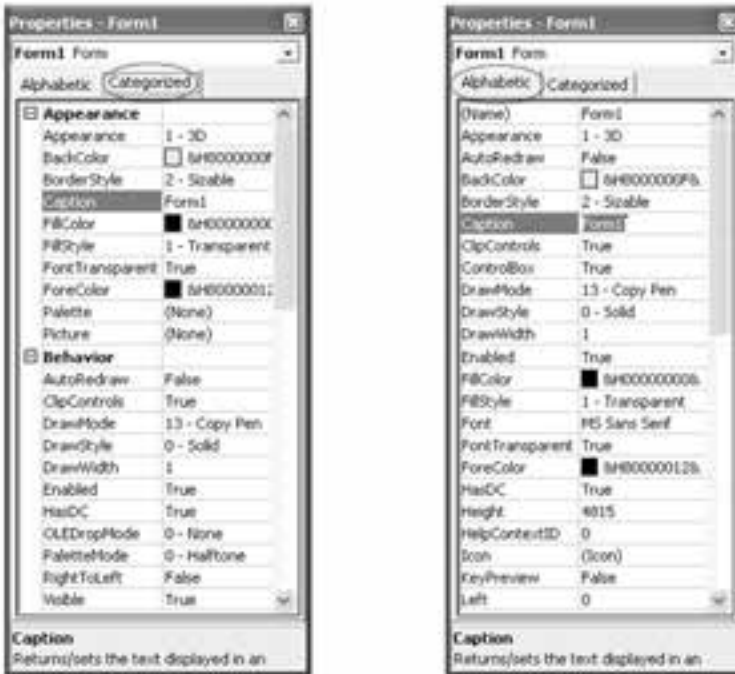 Properties - Form1
Form1 Form
Alphabetic Categorized
Appearance
Appearance 1 - 3D
BackColor &H8000000F
BorderStyle 2 - Sizable
Caption Form1
FillColor &H0000000
FillStyle 1 - Transparent
FontTransparent True
ForeColor &H80000012
Palette (None)
Picture (None)
Behavior
AutoRedraw False
ClipControls True
DrawMode 13 - Copy Pen
DrawStyle 0 - Solid
DrawWidth 1
Enabled True
HasDC True
OLEDropMode 0 - None
PaletteMode 0 - Halftone
RightToLeft False
Visible True
Caption
Returns/sets the text displayed in an
Properties - Form1
Form1 Form
Alphabetic Categorized
(Name) Form1
Appearance 1 - 3D
AutoRedraw False
BackColor &H8000000F&
BorderStyle 2 - Sizable
Caption Form1
ClipControls True
ControlBox True
DrawMode 13 - Copy Pen
DrawStyle 0 - Solid
DrawWidth 1
Enabled True
FillColor &H00000000&
FillStyle 1 - Transparent
Font MS Sans Serif
FontTransparent True
ForeColor &H80000012&
HasDC True
Height 4815
HelpContextID 0
Icon (Icon)
KeyPreview False
Left 0
Caption
Returns/sets the text displayed in an